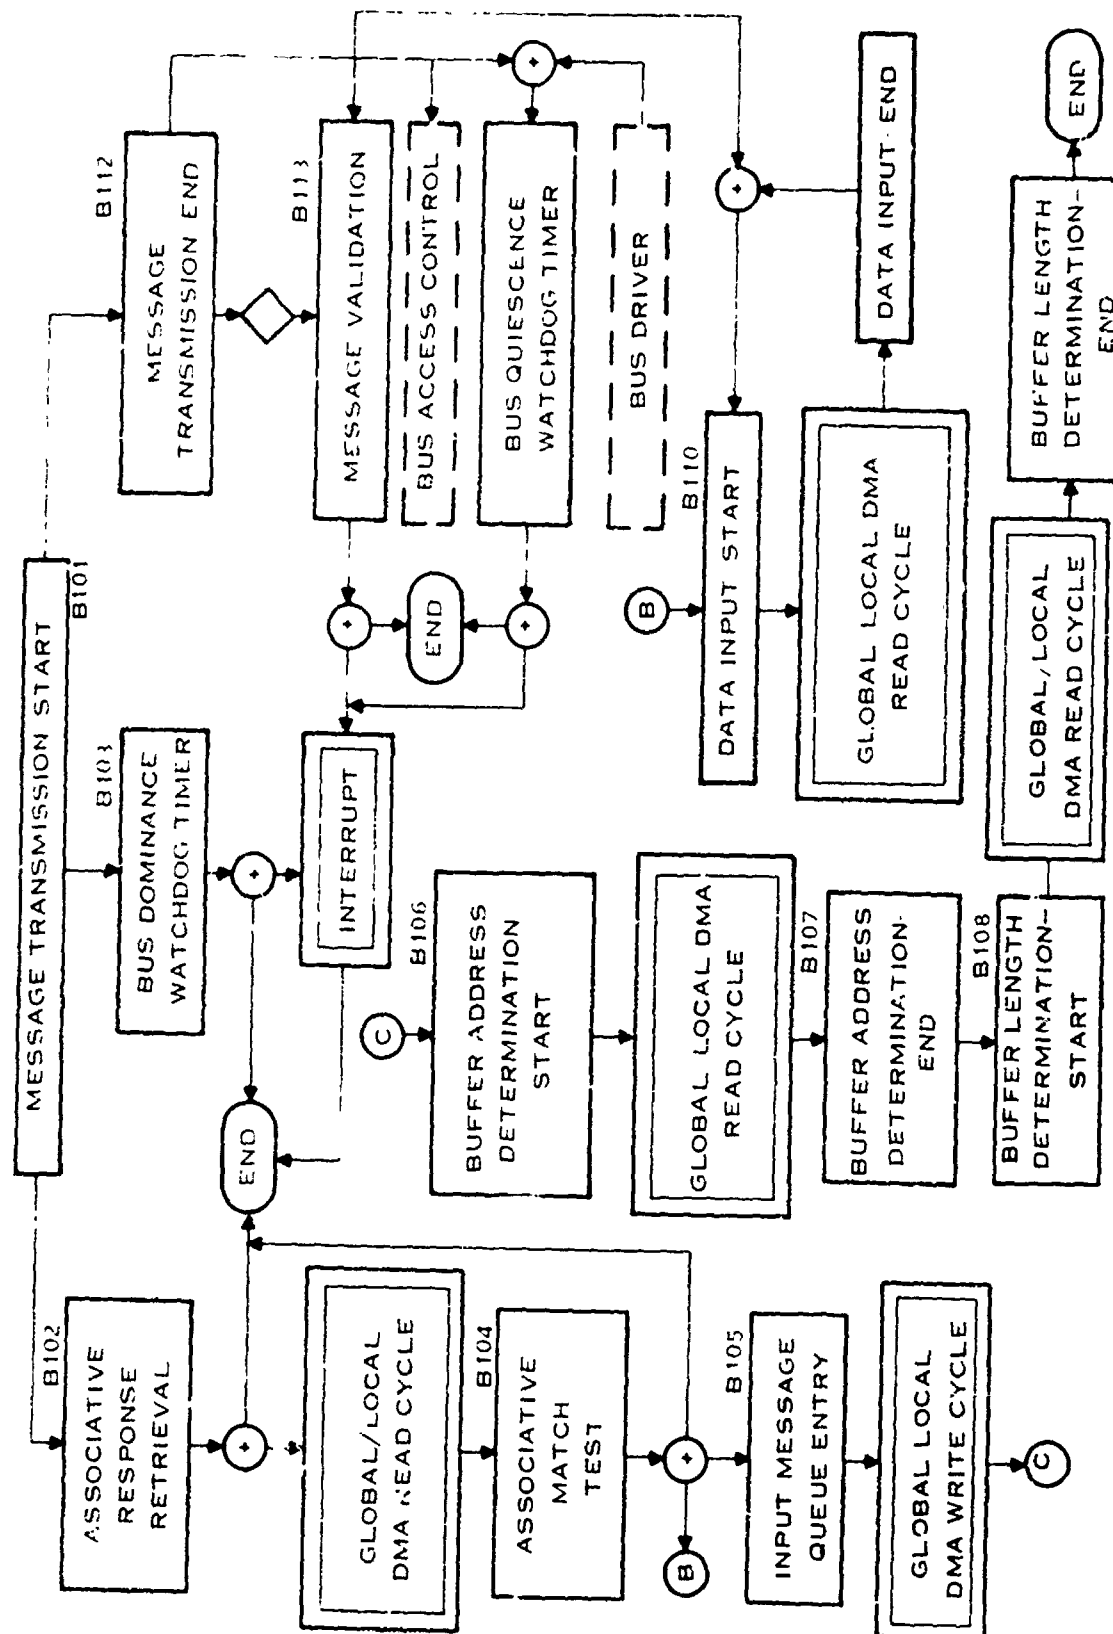 MESSAGE TRANSMISSION START
B101
B102
ASSOCIATIVE
RESPONSE
RETRIEVAL
+
GLOBAL/LOCAL
DMA READ CYCLE
B104
ASSOCIATIVE
MATCH
TEST
+
B
B105
INPUT MESSAGE
QUEUE ENTRY
GLOBAL LOCAL
DMA WRITE CYCLE
C
B103
BUS DOMINANCE
WATCHDOG TIMER
+
END
INTERRUPT
C
B106
BUFFER ADDRESS
DETERMINATION
START
GLOBAL LOCAL DMA
READ CYCLE
B107
BUFFER ADDRESS
DETERMINATION-
END
B108
BUFFER LENGTH
DETERMINATION-
START
GLOBAL/LOCAL
DMA READ CYCLE
BUFFER LENGTH
DETERMINATION-
END
END
B112
MESSAGE
TRANSMISSION END
B113
MESSAGE VALIDATION
BUS ACCESS CONTROL
+
BUS QUIESCENCE
WATCHDOG TIMER
BUS DRIVER
+
END
+
B
B110
DATA INPUT START
+
GLOBAL LOCAL DMA
READ CYCLE
DATA INPUT - END